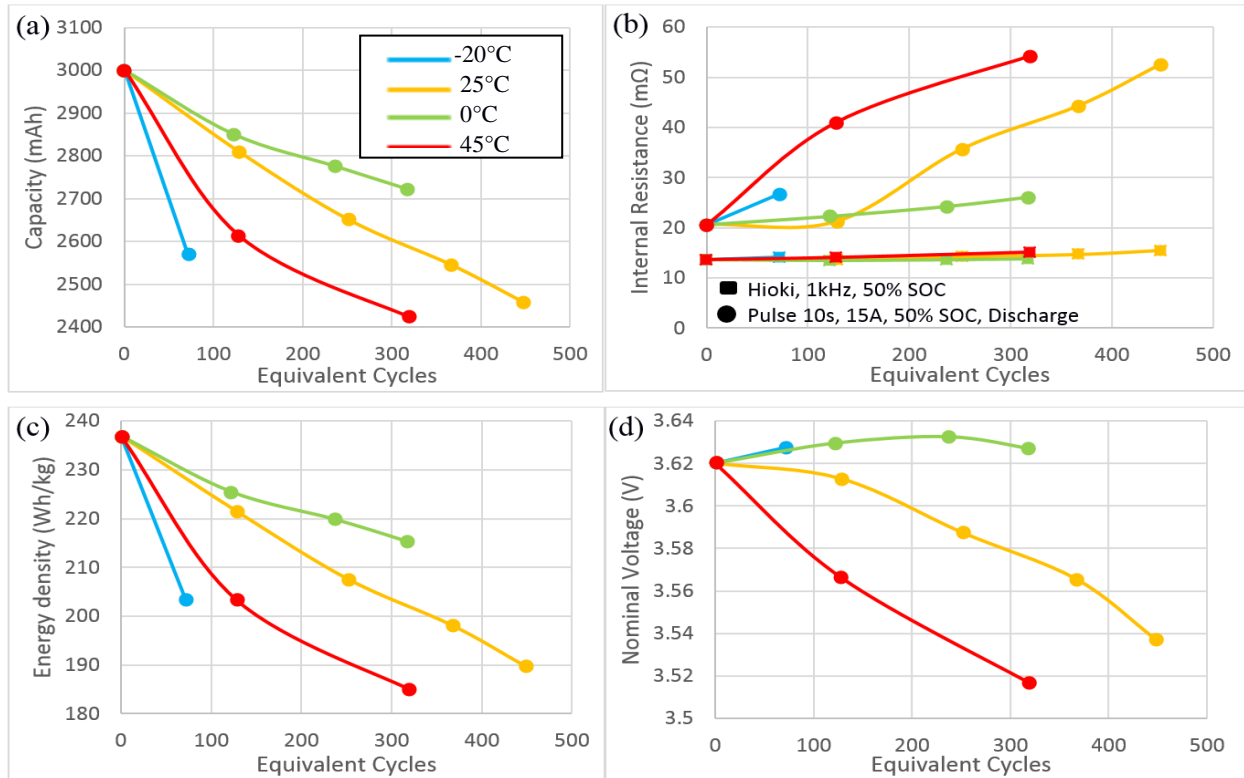 (a)
3100
3000
2900
2800
2700
2600
2500
2400
0 100 200 300 400 500
Capacity (mAh)
Equivalent Cycles
-20°C
25°C
0°C
45°C
(b)
60
50
40
30
20
10
0
0 100 200 300 400 500
Internal Resistance (mΩ)
Equivalent Cycles
Hioki, 1kHz, 50% SOC
Pulse 10s, 15A, 50% SOC, Discharge
(c)
240
230
220
210
200
190
180
0 100 200 300 400 500
Energy density (Wh/kg)
Equivalent Cycles
(d)
3.64
3.62
3.6
3.58
3.56
3.54
3.52
3.5
0 100 200 300 400 500
Nominal Voltage (V)
Equivalent Cycles